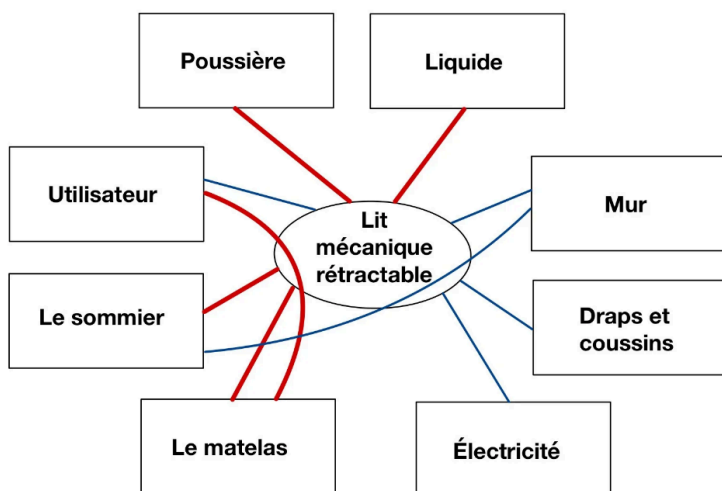 Poussière
Liquide
Utilisateur
Lit
mécanique
rétractable
Mur
Le sommier
Draps et
coussins
Le matelas
Électricité